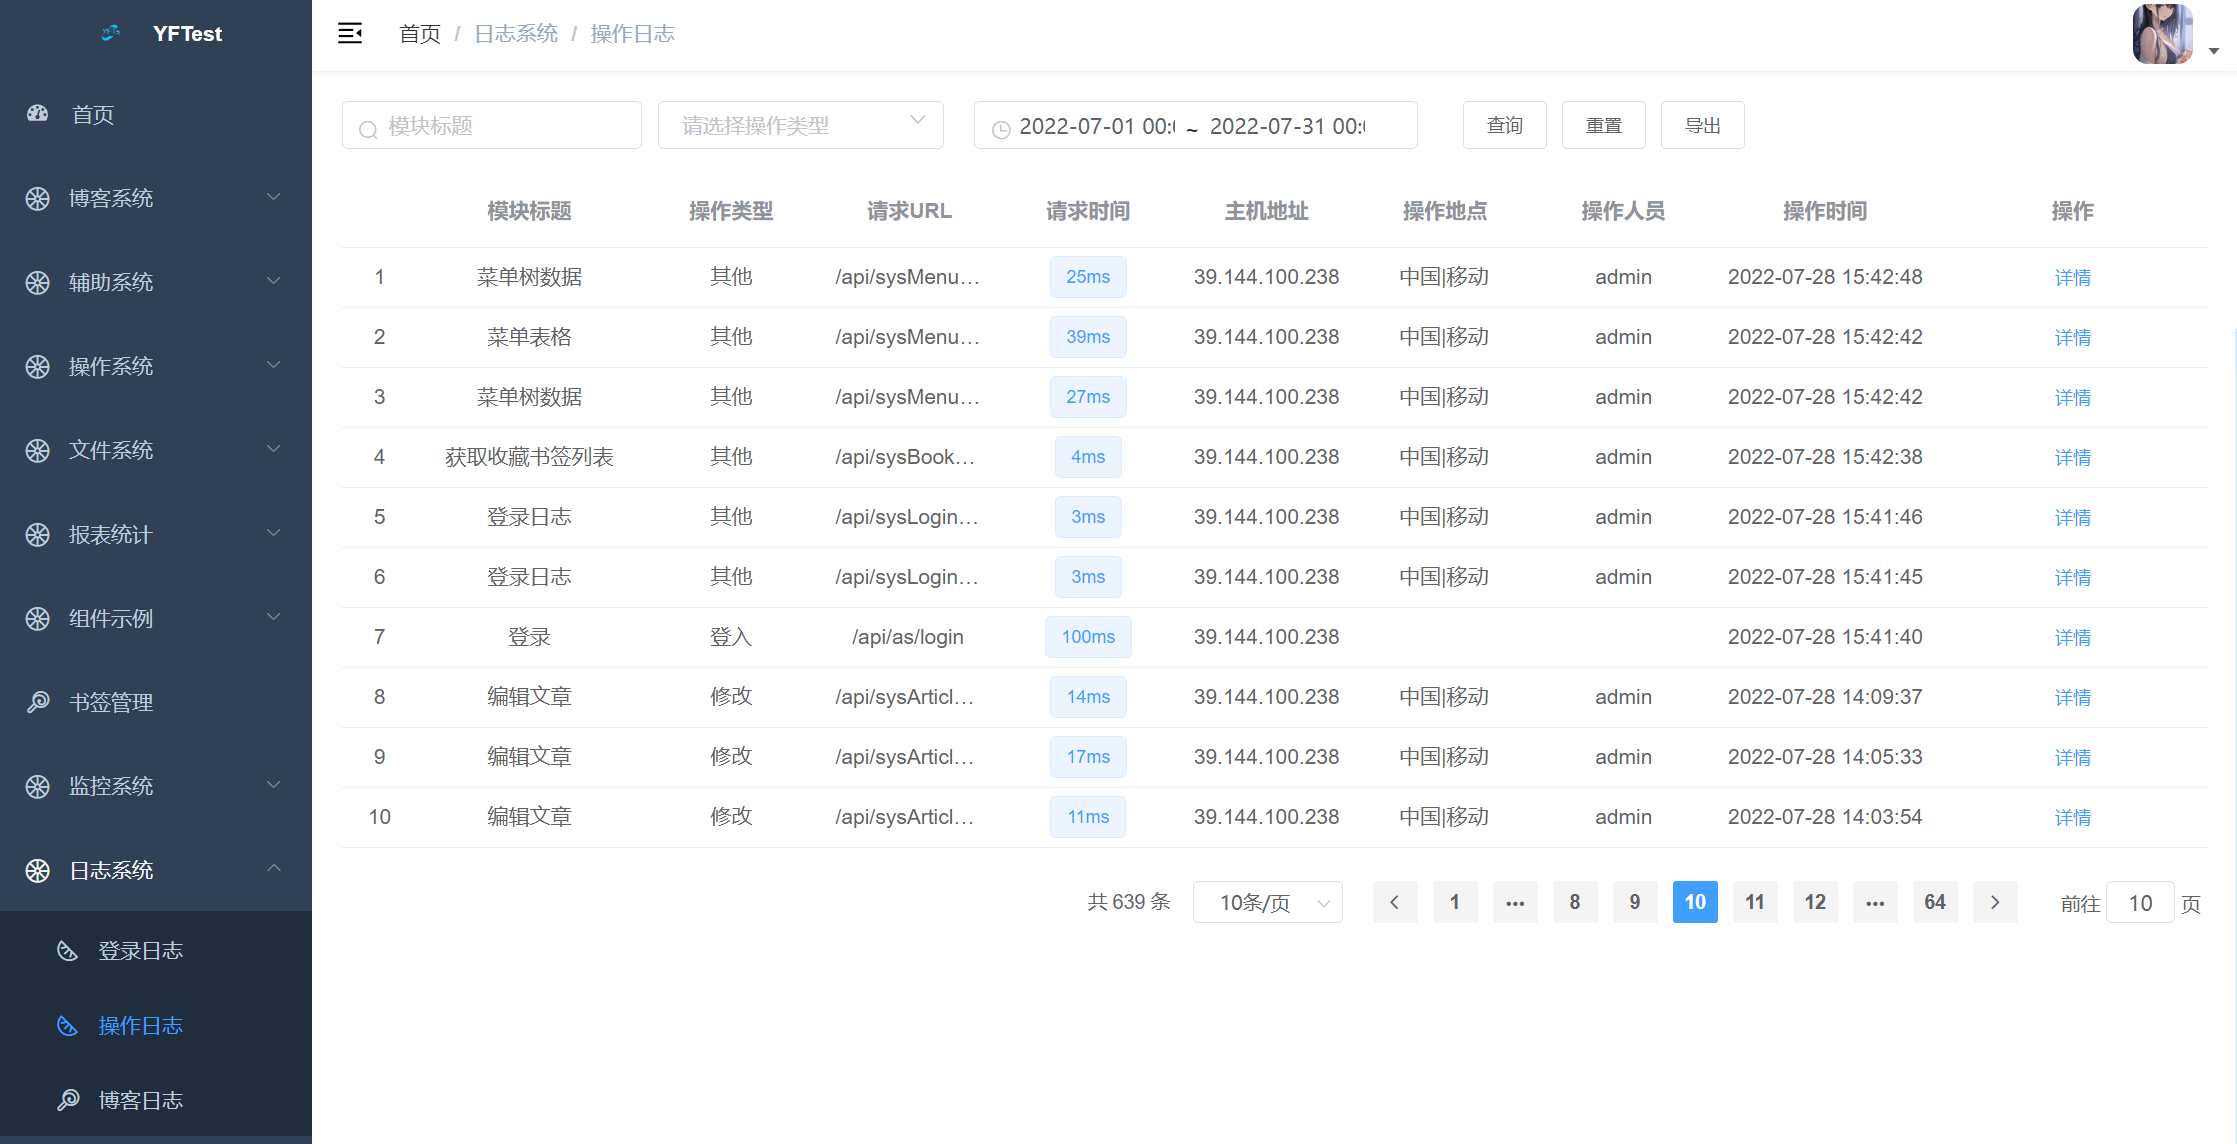 YFTest
首页 / 日志系统 / 操作日志
首页
博客系统
辅助系统
操作系统
文件系统
报表统计
组件示例
书签管理
监控系统
日志系统
登录日志
操作日志
博客日志
模块标题 请选择操作类型 2022-07-01 00: ~ 2022-07-31 00: 查询 重置 导出
模块标题 操作类型 请求URL 请求时间 主机地址 操作地点 操作人员 操作时间 操作
1 菜单树数据 其他 /api/sysMenu… 25ms 39.144.100.238 中国|移动 admin 2022-07-28 15:42:48 详情
2 菜单表格 其他 /api/sysMenu… 39ms 39.144.100.238 中国|移动 admin 2022-07-28 15:42:42 详情
3 菜单树数据 其他 /api/sysMenu… 27ms 39.144.100.238 中国|移动 admin 2022-07-28 15:42:42 详情
4 获取收藏书签列表 其他 /api/sysBook… 4ms 39.144.100.238 中国|移动 admin 2022-07-28 15:42:38 详情
5 登录日志 其他 /api/sysLogin… 3ms 39.144.100.238 中国|移动 admin 2022-07-28 15:41:46 详情
6 登录日志 其他 /api/sysLogin… 3ms 39.144.100.238 中国|移动 admin 2022-07-28 15:41:45 详情
7 登录 登入 /api/as/login 100ms 39.144.100.238 2022-07-28 15:41:40 详情
8 编辑文章 修改 /api/sysArticl… 14ms 39.144.100.238 中国|移动 admin 2022-07-28 14:09:37 详情
9 编辑文章 修改 /api/sysArticl… 17ms 39.144.100.238 中国|移动 admin 2022-07-28 14:05:33 详情
10 编辑文章 修改 /api/sysArticl… 11ms 39.144.100.238 中国|移动 admin 2022-07-28 14:03:54 详情
共 639 条 10条/页 1 ••• 8 9 10 11 12 ••• 64 前往 10 页